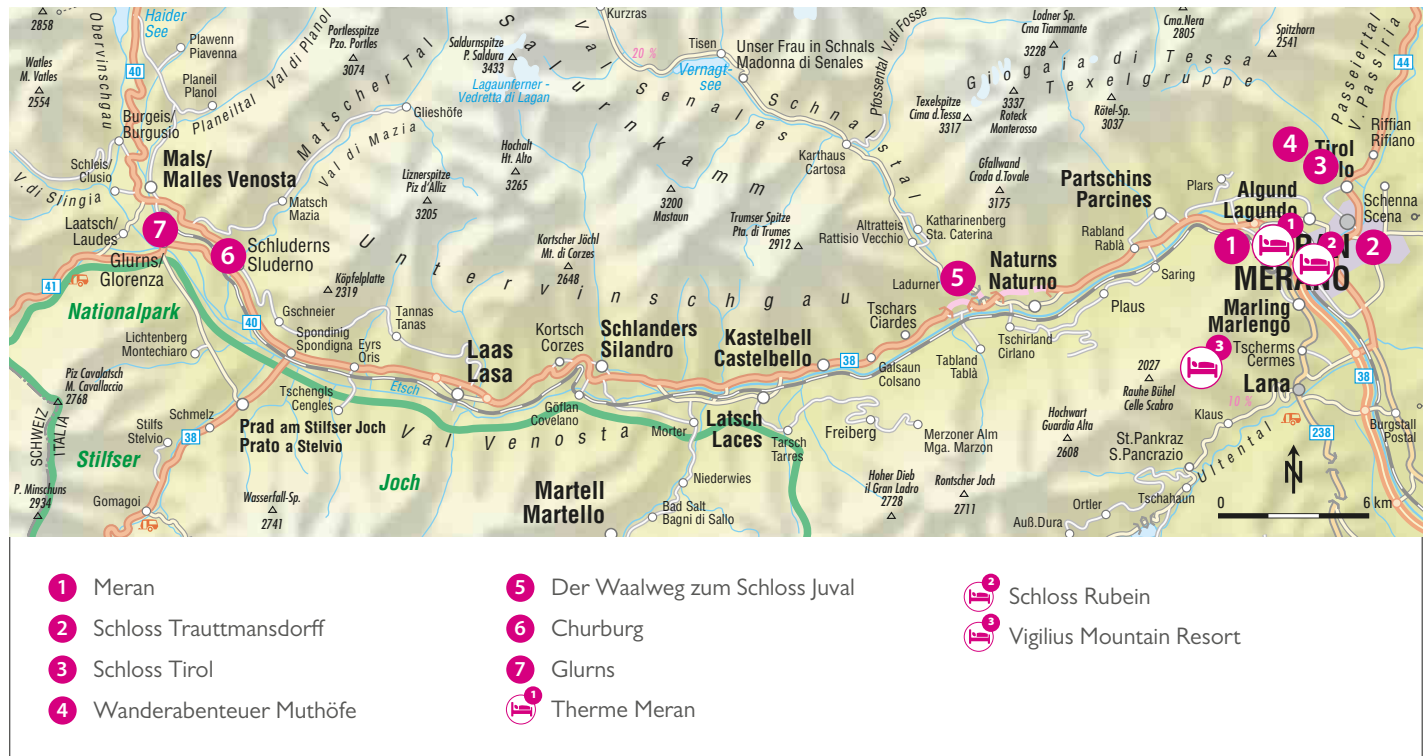 2858
Haider
See
Obervinschgau
Plawenn
Piavenna
Planeil
Planol
Planeiltal Val di Planol
Watles
M. Vatles
2554
40
Portlesspitze
Pzo. Portles
3074
Matscher Tal
Val di Mazia
Saldurnspitze
P. Saldura
3433
Lagaunferner -
Vedretta di Lagan
Glieshöfe
Burgeis/
Burgusio
Schleis/
Clusio
V. di Slingia
Mals/
Malles Venosta
Laatsch/
Laudes
Matsch
Mazia
7
6
Schluderns
Sluderno
Glurns/
Glorenza
41
Kurzras
20 %
Tisen
Unser Frau in Schnals
Madonna di Senales
Vernagt-
see
Val Senales
Schnalstal
Salurnkamm
Pfossental V.di Fosse
Lodner Sp.
Cma Tiammante
3228
Cma.Nera
2805
Spitzhorn
2541
Giogaia di Tessa
Texelgruppe
Texelspitze
Cima d.Tessa
3317
3337
Roteck
Monterosso
Rötel-Sp.
3037
44
Passeiertal
V. Passiria
Riffian
Rifiano
4
3
Tirol
lo
Karthaus
Cartosa
Gfallwand
Croda d.Tovale
3175
Hochalt
Ht. Alto
3265
Liznerspitze
Piz d'Alliz
3205
3200
Mastaun
Trumser Spitze
Pta. di Trumes
2912
Kortscher Jöchl
Mt. di Corzes
2648
Köpfelplatte
2319
Untervinschgau
Altratteis
Rattisio Vecchio
Katharinenberg
Sta. Caterina
Ladurner
5
Naturns
Naturno
Partschins
Parcines
Plars
Algund
Lagundo
Rabland
Rablà
Saring
Plaus
Schenna
Scena
1
1
2
2
AN
MERANO
Marling
Marlengo
Tscherms
Cermes
3
Lana
10 %
2027
Rauhe Bühel
Celle Scabro
Nationalpark
Lichtenberg
Montechiaro
Gschneier
Spondinig
Spondigna
40
Eyrs
Oris
Tannas
Tanas
Tschengls
Cengles
Etsch
Laas
Lasa
Kortsch
Corzes
Schlanders
Silandro
Göflan
Covelano
Kastelbell
Castelbello
38
Tschars
Ciardes
Galsaun
Colsano
Tabland
Tablà
Tschirland
Cirlano
Latsch
Laces
Tarsch
Tarres
Morter
Freiberg
Merzoner Alm
Mga. Marzon
Piz Cavalatsch
M. Cavallaccio
2768
SCHWEIZ
ITALIA
Stilfs
Stelvio
Schmelz
38
Prad am Stilfser Joch
Prato a Stelvio
Stilfser
Joch
Val Venosta
P. Minschuns
2934
Gomagoi
Wasserfall-Sp.
2741
Martell
Martello
Niederwies
Bad Salt
Bagni di Sallo
Hoher Dieb
il Gran Ladro
2728
Rontscher Joch
2711
Hochwart
Guardia Alta
2608
Klaus
St.Pankraz
S.Pancrazio
Ultental
Tschahaun
Ortler
Auß.Dura
38
238
Burgstall
Postal
N
0
6 km
1 Meran
2 Schloss Trauttmansdorff
3 Schloss Tirol
4 Wanderabenteuer Muthöfe
5 Der Waalweg zum Schloss Juval
6 Churburg
7 Glurns
1 Therme Meran
2 Schloss Rubein
3 Vigilius Mountain Resort